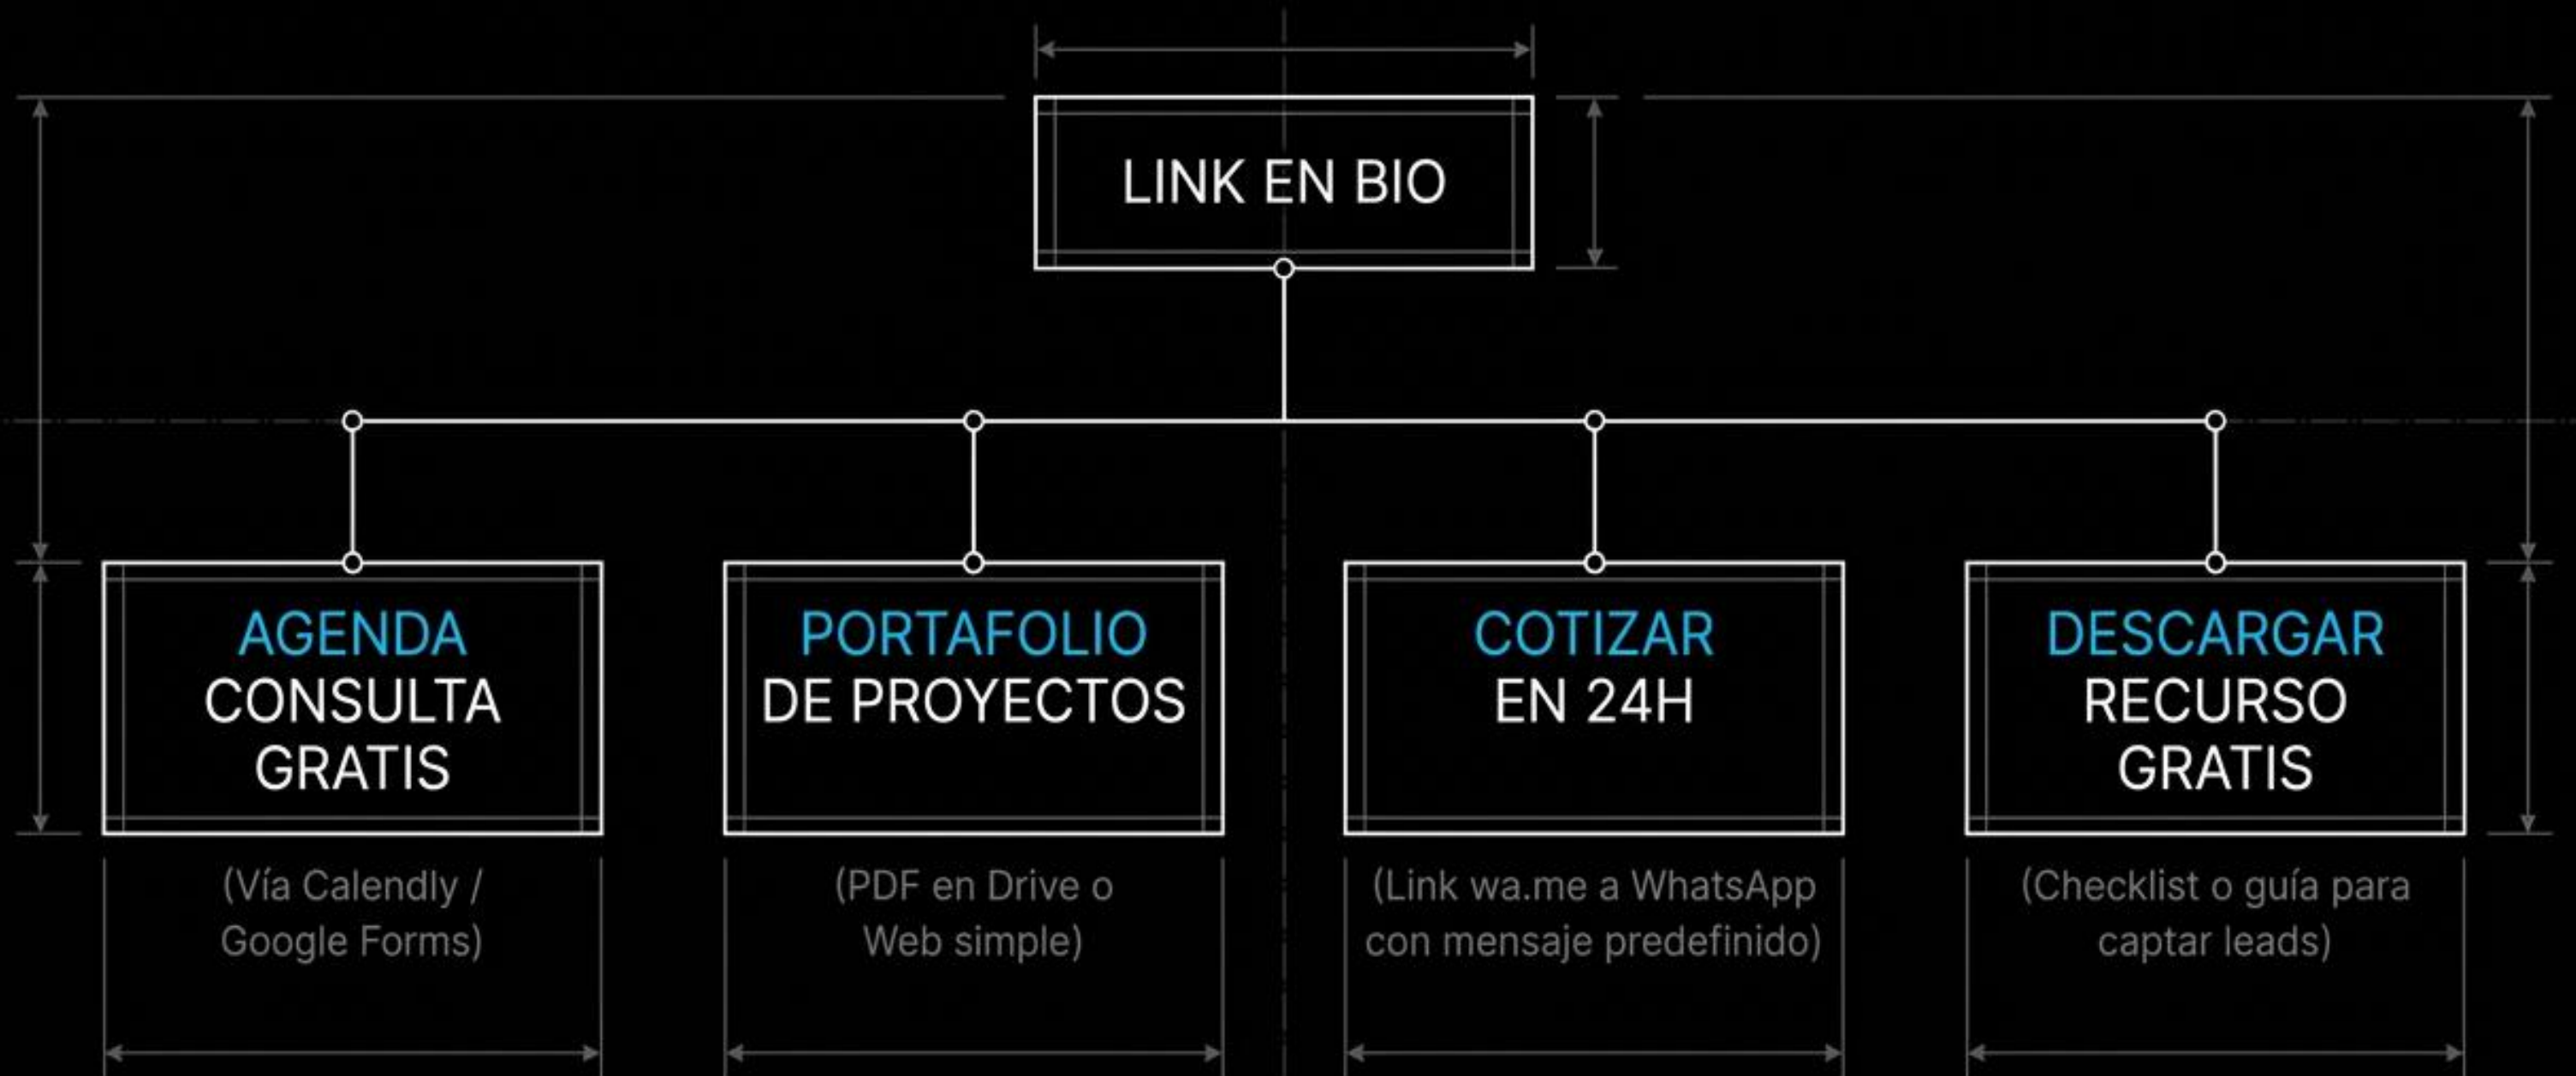 LINK EN BIO
AGENDA
CONSULTA
GRATIS
(Vía Calendly /
Google Forms)
PORTAFOLIO
DE PROYECTOS
(PDF en Drive o
Web simple)
COTIZAR
EN 24H
(Link wa.me a WhatsApp
con mensaje predefinido)
DESCARGAR
RECURSO
GRATIS
(Checklist o guía para
captar leads)